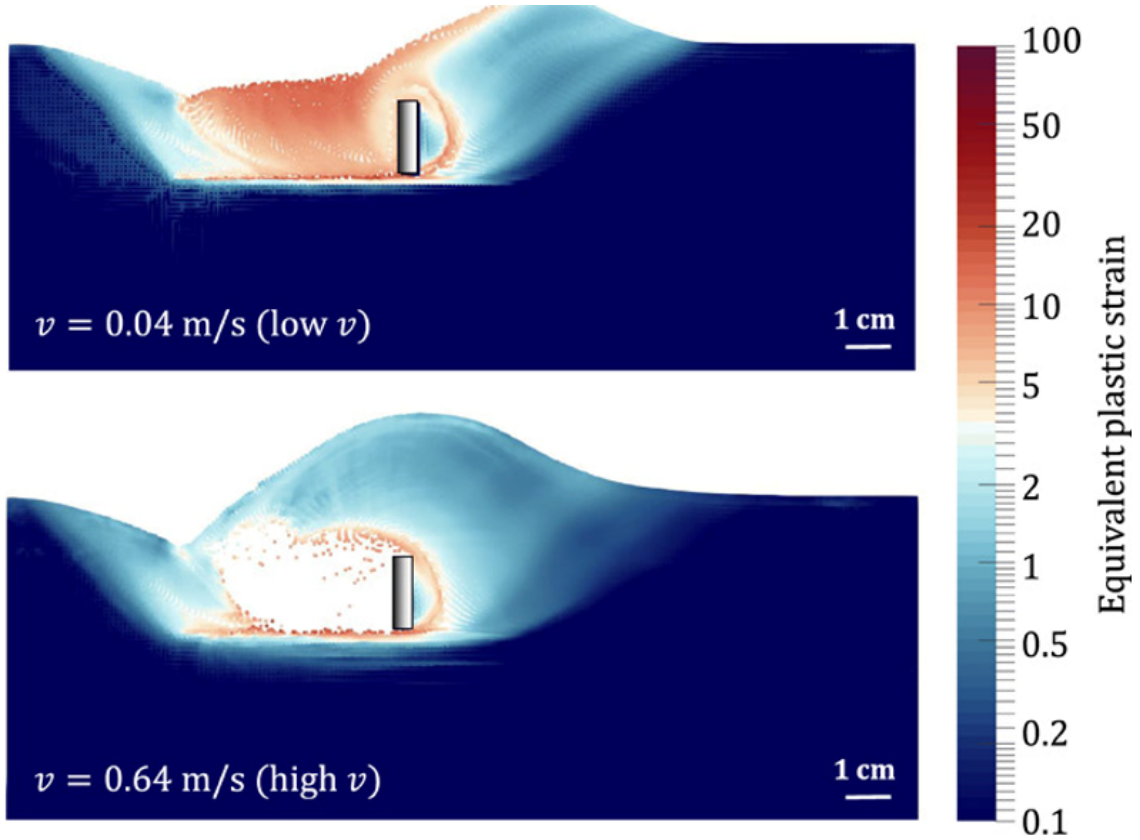 v = 0.04 m/s (low v)
1 cm
v = 0.64 m/s (high v)
1 cm
100
50
20
10
5
2
1
0.5
0.2
0.1
Equivalent plastic strain